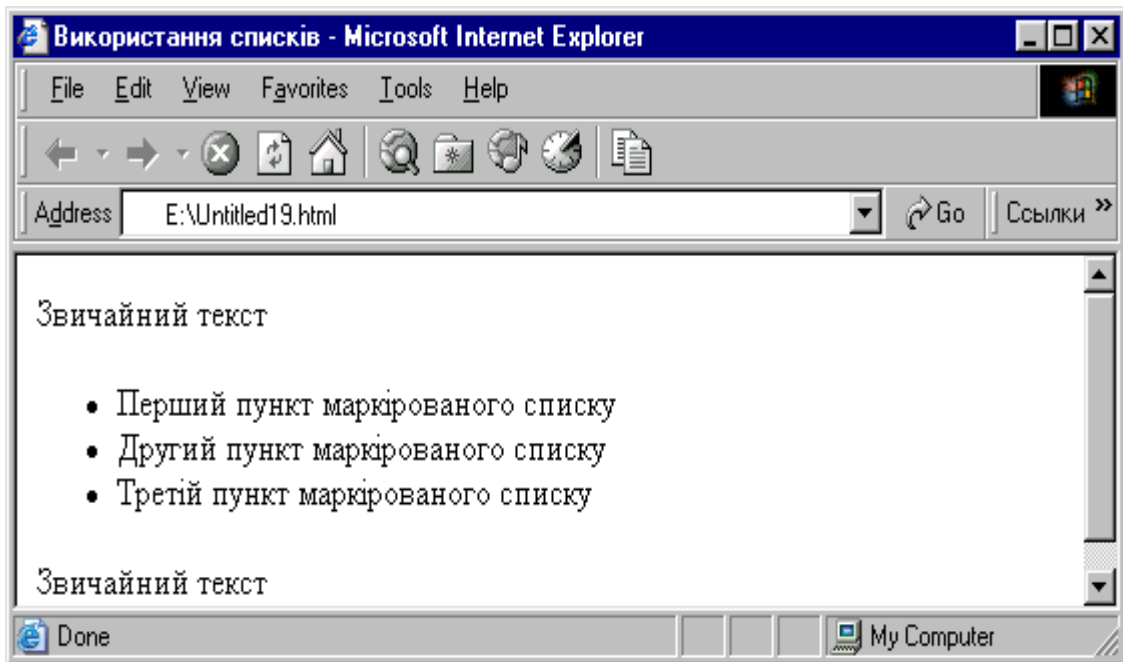 Використання списків - Microsoft Internet Explorer
File Edit View Favorites Tools Help
Address E:\Untitled19.html Go Ссылки »
Звичайний текст
• Перший пункт маркірованого списку
• Другий пункт маркірованого списку
• Третій пункт маркірованого списку
Звичайний текст
Done My Computer